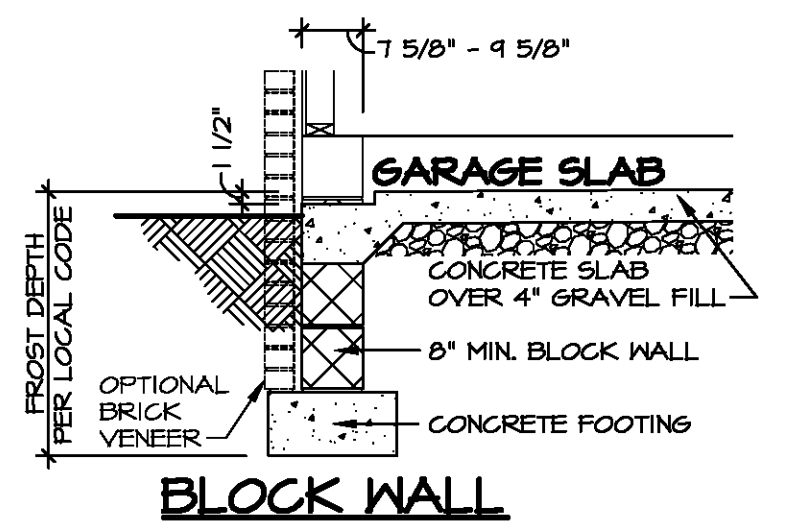 7 5/8" - 9 5/8"
1 1/2"
GARAGE SLAB
FROST DEPTH
PER LOCAL CODE
CONCRETE SLAB
OVER 4" GRAVEL FILL
8" MIN. BLOCK WALL
OPTIONAL
BRICK
VENEER
CONCRETE FOOTING
BLOCK WALL